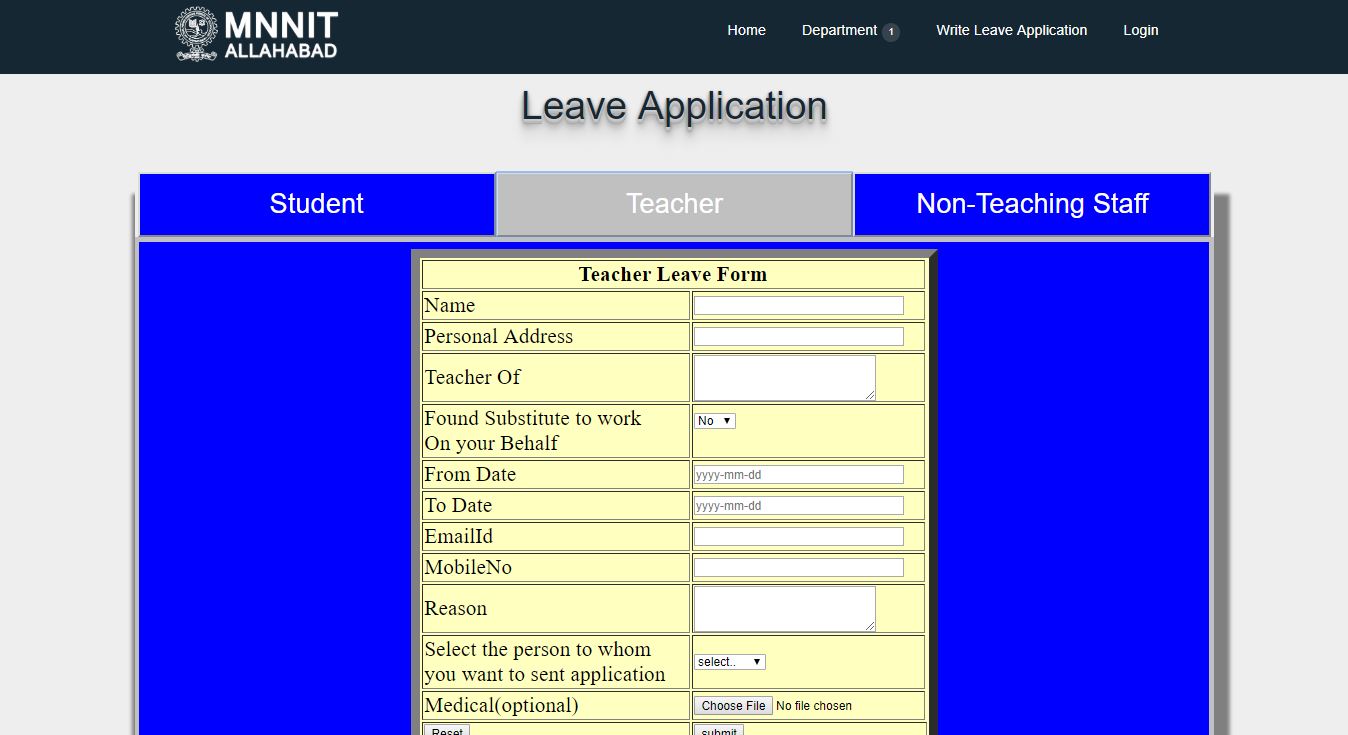 MNNIT
ALLAHABAD
Home Department 1 Write Leave Application Login
Leave Application
Student Teacher Non-Teaching Staff
Teacher Leave Form
Name
Personal Address
Teacher Of
Found Substitute to work
On your Behalf
No
From Date yyyy-mm-dd
To Date yyyy-mm-dd
EmailId
MobileNo
Reason
Select the person to whom
you want to sent application
select..
Medical(optional) Choose File No file chosen
Reset submit